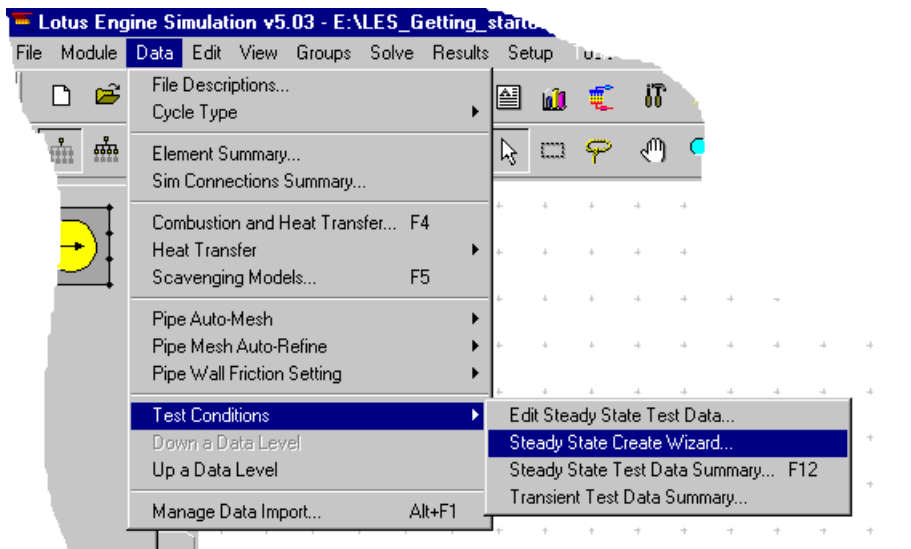 Lotus Engine Simulation v5.03 - E:\LES_Getting_
File Module Data Edit View Groups Solve Results Setup
File Descriptions...
Cycle Type
Element Summary...
Sim Connections Summary...
Combustion and Heat Transfer... F4
Heat Transfer
Scavenging Models... F5
Pipe Auto-Mesh
Pipe Mesh Auto-Refine
Pipe Wall Friction Setting
Test Conditions
Down a Data Level
Up a Data Level
Manage Data Import... Alt+F1
Edit Steady State Test Data...
Steady State Create Wizard...
Steady State Test Data Summary... F12
Transient Test Data Summary...